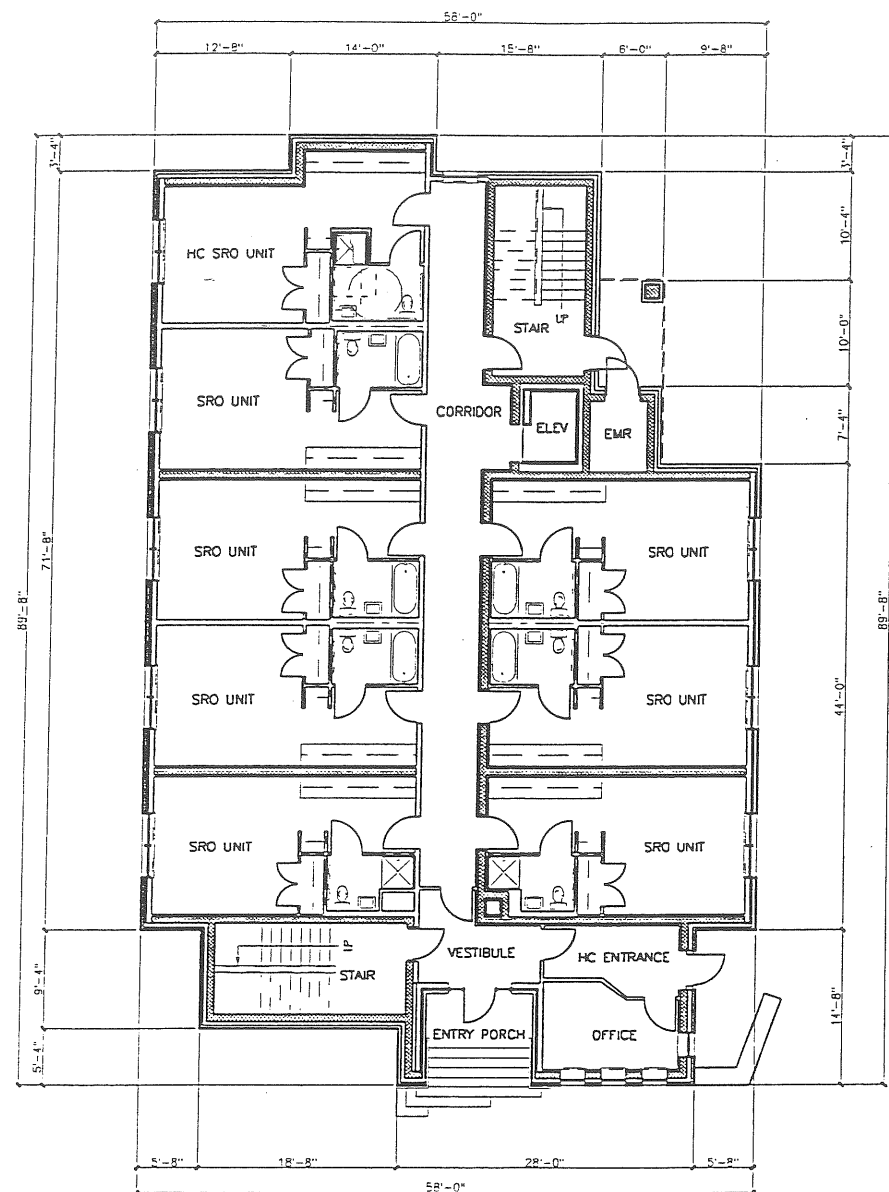 58'-0"
12'-8" 14'-0" 15'-8" 6'-0" 9'-8"
3'-4" 3'-4"
10'-4"
HC SRO UNIT
STAIR UP
10'-0"
SRO UNIT CORRIDOR ELEV EMR
7'-4"
SRO UNIT SRO UNIT
71'-8"
89'-8" 89'-8"
SRO UNIT SRO UNIT
44'-0"
SRO UNIT SRO UNIT
UP
STAIR VESTIBULE HC ENTRANCE
9'-4" 14'-8"
ENTRY PORCH OFFICE
5'-4"
5'-8" 18'-8" 28'-0" 5'-8"
58'-0"